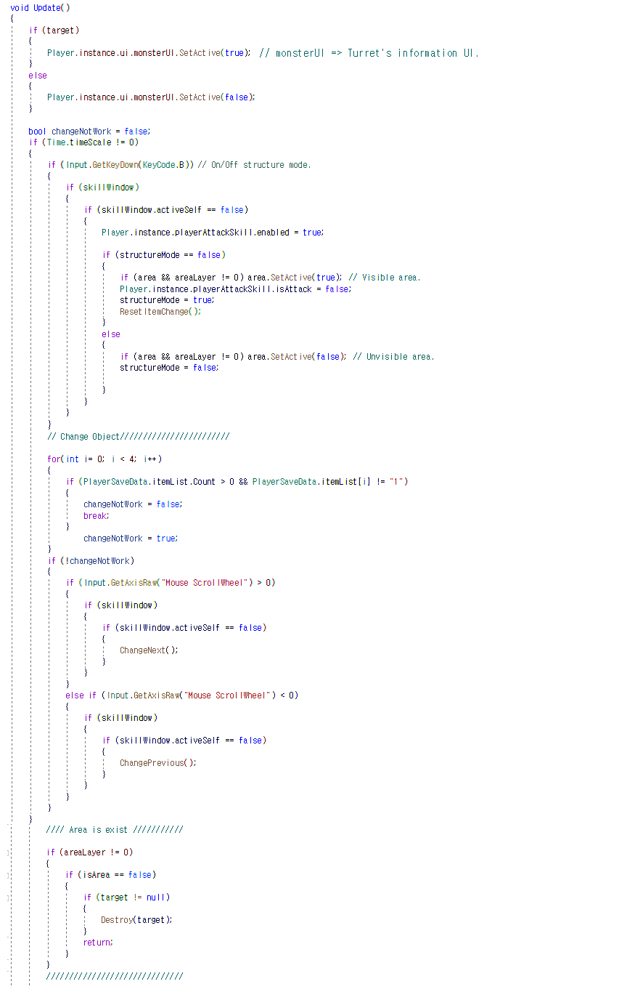 void Update()
{
if (target)
{
Player.instance.ui.monsterUI.SetActive(true); // monsterUI => Turret's information UI.
}
else
{
Player.instance.ui.monsterUI.SetActive(false);
}
bool changeNotWork = false;
if (Time.timeScale != 0)
{
if (Input.GetKeyDown(KeyCode.B)) // On/Off structure mode.
{
if (skillWindow)
{
if (skillWindow.activeSelf == false)
{
Player.instance.playerAttackSkill.enabled = true;
if (structureMode == false)
{
if (area && areaLayer != 0) area.SetActive(true); // Visible area.
Player.instance.playerAttackSkill.isAttack = false;
structureMode = true;
ResetItemChange();
}
else
{
if (area && areaLayer != 0) area.SetActive(false); // Unvisible area.
structureMode = false;
}
}
}
}
// Change Object////////////////////////
for(int i= 0; i < 4; i++)
{
if (PlayerSaveData.itemList.Count > 0 && PlayerSaveData.itemList[i] != "1")
{
changeNotWork = false;
break;
}
changeNotWork = true;
}
if (!changeNotWork)
{
if (Input.GetAxisRaw("Mouse ScrollWheel") > 0)
{
if (skillWindow)
{
if (skillWindow.activeSelf == false)
{
ChangeNext();
}
}
}
else if (Input.GetAxisRaw("Mouse ScrollWheel") < 0)
{
if (skillWindow)
{
if (skillWindow.activeSelf == false)
{
ChangePrevious();
}
}
}
}
}
//// Area is exist ///////////
if (areaLayer != 0)
{
if (isArea == false)
{
if (target != null)
{
Destroy(target);
}
return;
}
}
//////////////////////////////